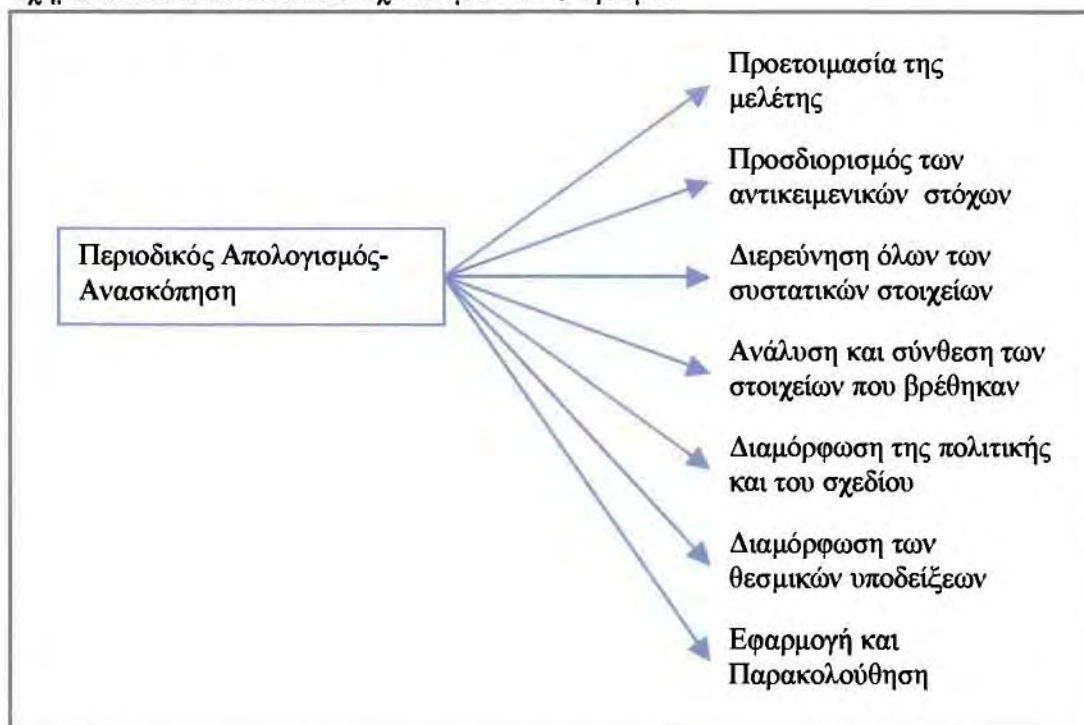 Περιοδικός Απολογισμός-
Ανασκόπηση
Προετοιμασία της
μελέτης
Προσδιορισμός των
αντικειμενικών στόχων
Διερεύνηση όλων των
συστατικών στοιχείων
Ανάλυση και σύνθεση των
στοιχείων που βρέθηκαν
Διαμόρφωση της πολιτικής
και του σχεδίου
Διαμόρφωση των
θεσμικών υποδείξεων
Εφαρμογή και
Παρακολούθηση